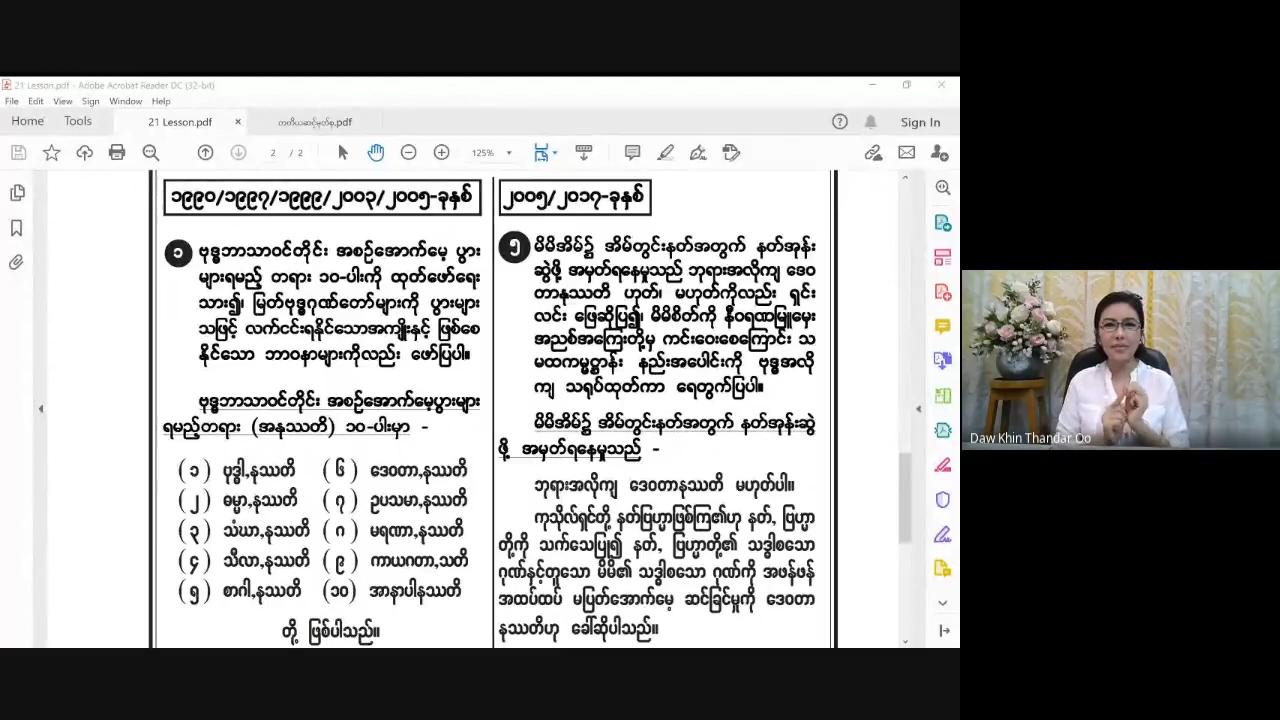 21 Lesson.pdf - Adobe Acrobat Reader DC (32-bit)
File Edit View Sign Window Help
Home Tools 21 Lesson.pdf × တတိယဆင့်မှတ်စု.pdf Sign In
2 / 2 125%
၁၉၉၀/၁၉၉၇/၁၉၉၉/၂၀၀၃/၂၀၀၅-ခုနှစ်
၁ ဗုဒ္ဓဘာသာဝင်တိုင်း အစဉ်အောက်မေ့ ပွား
များရမည့် တရား ၁၀-ပါးကို ထုတ်ဖော်ရေး
သား၍၊ မြတ်ဗုဒ္ဓဂုဏ်တော်များကို ပွားများ
သဖြင့် လက်ငင်းရနိုင်သောအကျိုးနှင့် ဖြစ်စေ
နိုင်သော ဘာဝနာများကိုလည်း ဖော်ပြပါ။
ဗုဒ္ဓဘာသာဝင်တိုင်း အစဉ်အောက်မေ့ပွားများ
ရမည့်တရား (အနုဿတိ) ၁၀-ပါးမှာ -
(၁) ဗုဒ္ဓါ,နုဿတိ (၆) ဒေဝတာ,နုဿတိ
(၂) ဓမ္မာ,နုဿတိ (၇) ဥပသမာ,နုဿတိ
(၃) သံဃာ,နုဿတိ (၈) မရဏာ,နုဿတိ
(၄) သီလာ,နုဿတိ (၉) ကာယဂတာ,သတိ
(၅) စာဂါ,နုဿတိ (၁၀) အာနာပါနဿတိ
တို့ ဖြစ်ပါသည်။
၂၀၀၅/၂၀၁၇-ခုနှစ်
၅ မိမိအိမ်၌ အိမ်တွင်းနတ်အတွက် နတ်အုန်း
ဆွဲဖို့ အမှတ်ရနေမှုသည် ဘုရားအလိုကျ ဒေဝ
တာနုဿတိ ဟုတ်၊ မဟုတ်ကိုလည်း ရှင်း
လင်း ဖြေဆိုပြ၍၊ မိမိစိတ်ကို နီဝရဏမြူမှေး
အညစ်အကြေးတို့မှ ကင်းဝေးစေကြောင်း သ
မထကမ္မဋ္ဌာန်း နည်းအပေါင်းကို ဗုဒ္ဓအလို
ကျ သရုပ်ထုတ်ကာ ရေတွက်ပြပါ။
မိမိအိမ်၌ အိမ်တွင်းနတ်အတွက် နတ်အုန်းဆွဲ
ဖို့ အမှတ်ရနေမှုသည် -
ဘုရားအလိုကျ ဒေဝတာနုဿတိ မဟုတ်ပါ။
ကုသိုလ်ရှင်တို့ နတ်ဗြဟ္မာဖြစ်ကြ၏ဟု နတ်, ဗြဟ္မာ
တို့ကို သက်သေပြု၍ နတ်, ဗြဟ္မာတို့၏ သဒ္ဓါစသော
ဂုဏ်နှင့်တူသော မိမိ၏ သဒ္ဓါစသော ဂုဏ်ကို အဖန်ဖန်
အထပ်ထပ် မပြတ်အောက်မေ့ ဆင်ခြင်မှုကို ဒေဝတာ
နုဿတိဟု ခေါ်ဆိုပါသည်။
Daw Khin Thandar Oo